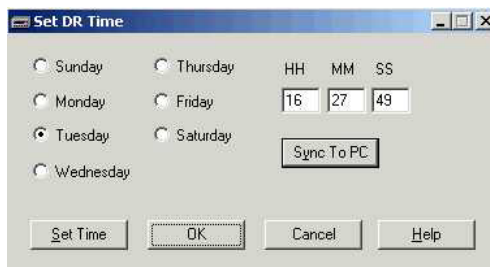 Set DR Time
Sunday Thursday HH MM SS
Monday Friday 16 27 49
Tuesday Saturday
Sync To PC
Wednesday
Set Time OK Cancel Help